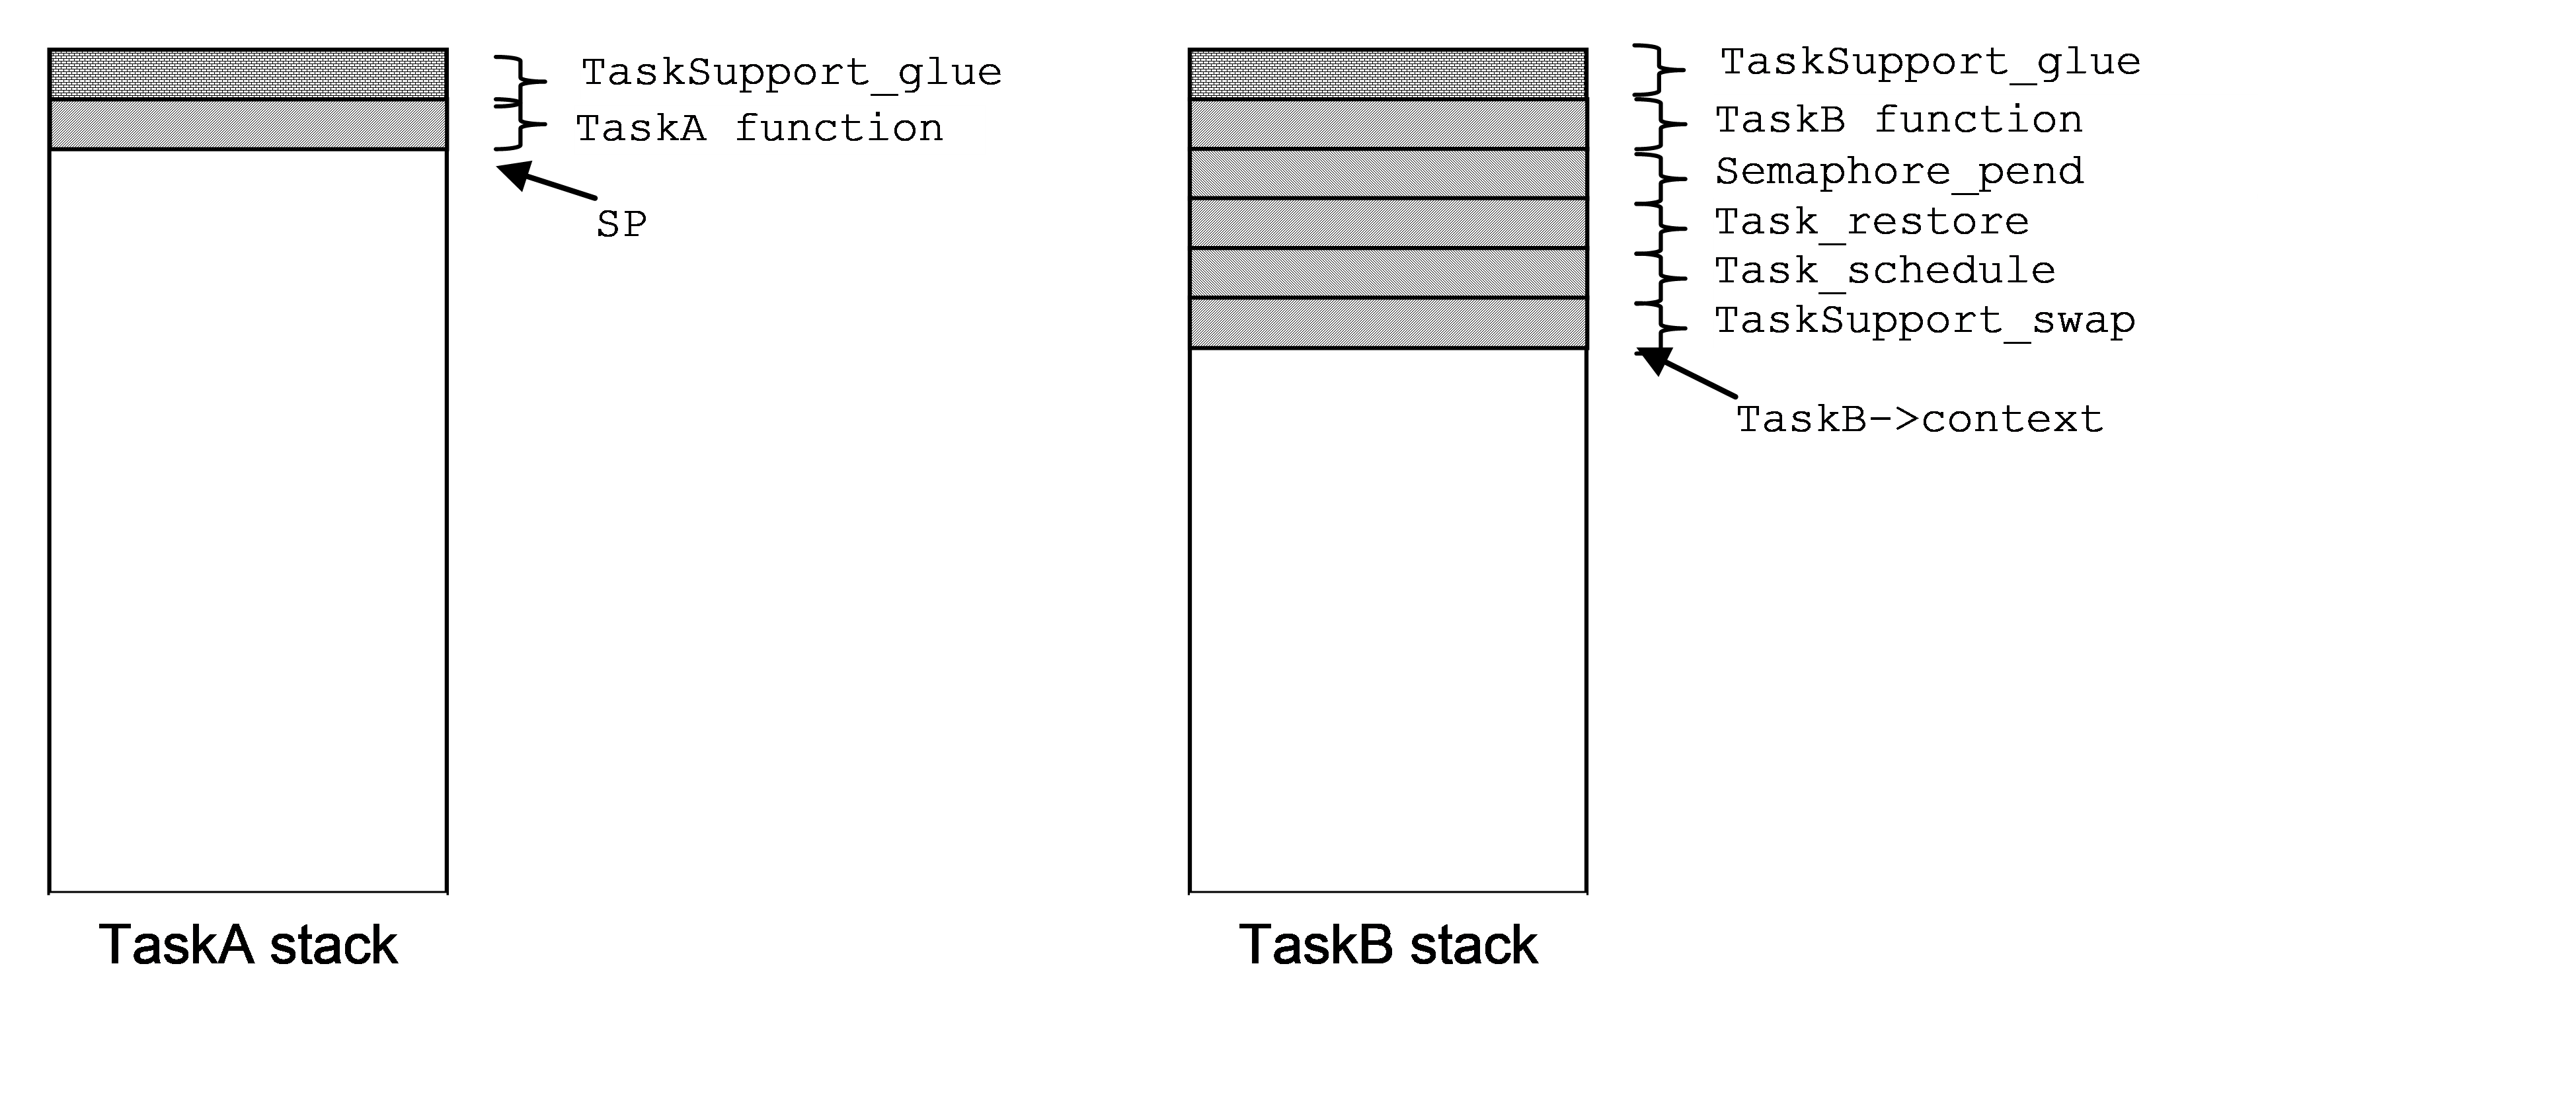 TaskSupport_glue
TaskA function
SP
TaskA stack
TaskSupport_glue
TaskB function
Semaphore_pend
Task_restore
Task_schedule
TaskSupport_swap
TaskB->context
TaskB stack